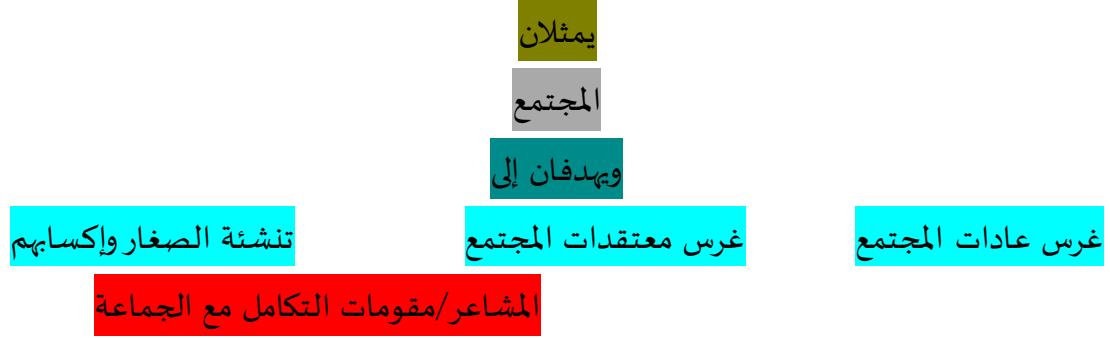 يمثلان
المجتمع
ويهدفان إلى
غرس عادات المجتمع غرس معتقدات المجتمع تنشئة الصغار وإكسابهم
المشاعر/مقومات التكامل مع الجماعة